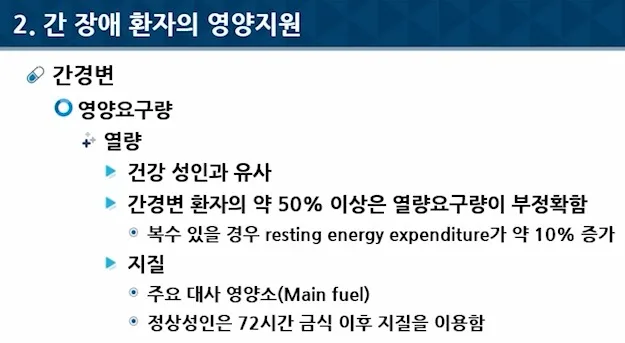 2. 간 장애 환자의 영양지원
간경변
영양요구량
열량
건강 성인과 유사
간경변 환자의 약 50% 이상은 열량요구량이 부정확함
복수 있을 경우 resting energy expenditure가 약 10% 증가
지질
주요 대사 영양소(Main fuel)
정상성인은 72시간 금식 이후 지질을 이용함